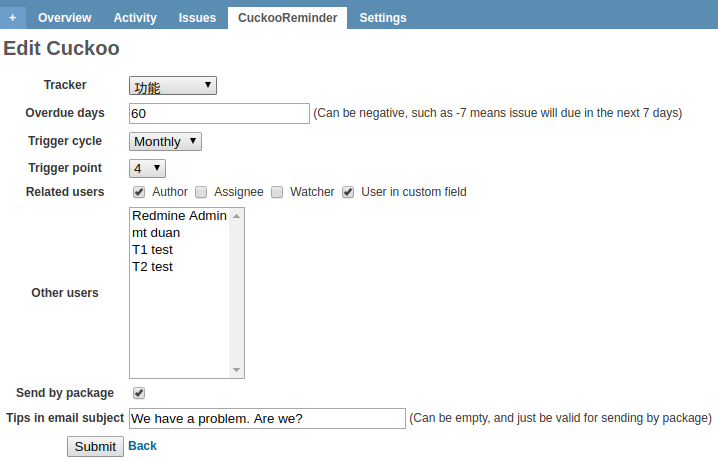 + Overview Activity Issues CuckooReminder Settings
Edit Cuckoo
Tracker 功能
Overdue days 60 (Can be negative, such as -7 means issue will due in the next 7 days)
Trigger cycle Monthly
Trigger point 4
Related users Author Assignee Watcher User in custom field
Redmine Admin
mt duan
T1 test
T2 test
Other users
Send by package
Tips in email subject We have a problem. Are we? (Can be empty, and just be valid for sending by package)
Submit Back